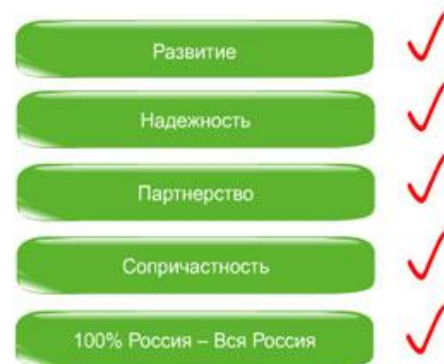 Развитие
Надежность
Партнерство
Сопричастность
100% Россия – Вся Россия